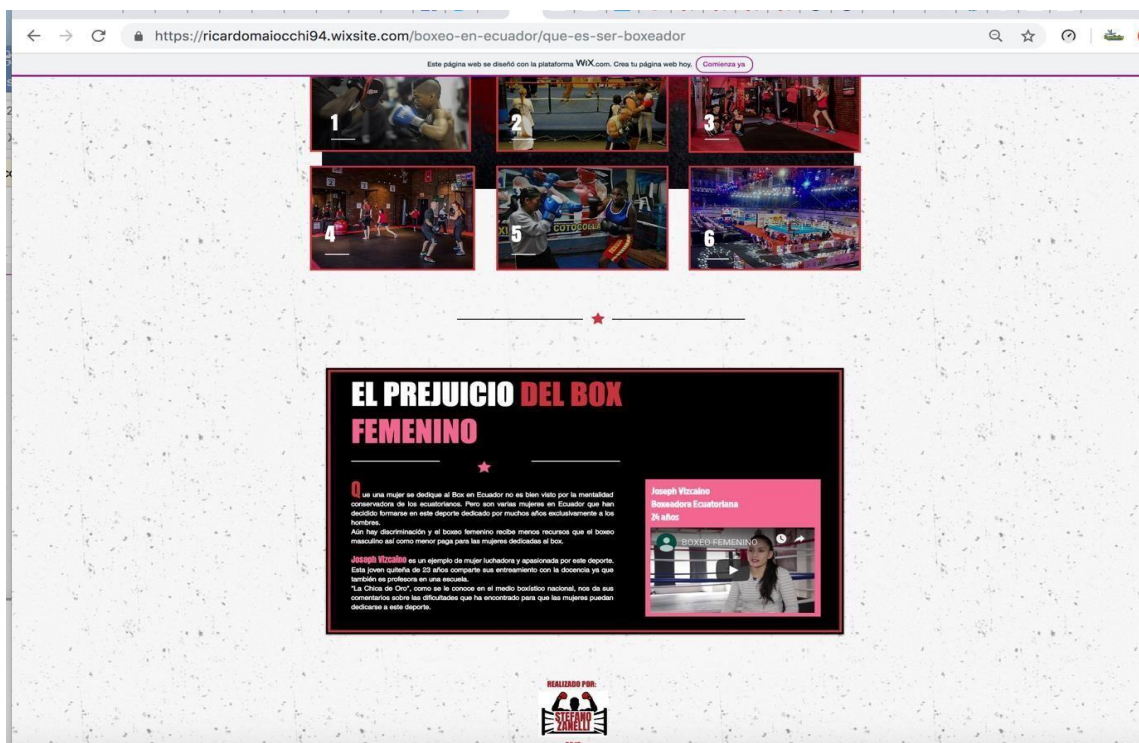 https://ricardomaiocchi94.wixsite.com/boxeo-en-ecuador/que-es-ser-boxeador
Este página web se diseñó con la plataforma WiX.com. Crea tu página web hoy. Comienza ya
1
2
3
4
5
6
COTOCOLLA
EL PREJUICIO DEL BOX
FEMENINO
Que una mujer se dedique al Box en Ecuador no es bien visto por la mentalidad
conservadora de los ecuatorianos. Pero son varias mujeres en Ecuador que han
decidido formarse en este deporte dedicado por muchos años exclusivamente a los
hombres.
Aún hay discriminación y el boxeo femenino recibe menos recursos que el boxeo
masculino así como menor paga para las mujeres dedicadas al box.
Joseph Vizcaíno es un ejemplo de mujer luchadora y apasionada por este deporte.
Esta joven quiteña de 23 años comparte sus entreamiento con la docencia ya que
también es profesora en una escuela.
"La Chica de Oro", como se le conoce en el medio boxístico nacional, nos da sus
comentarios sobre las dificultades que ha encontrado para que las mujeres puedan
dedicarse a este deporte.
Joseph Vizcaíno
Boxeadora Ecuatoriana
24 años
BOXEO FEMENINO
REALIZADO POR:
STEFANO
ZANELLI